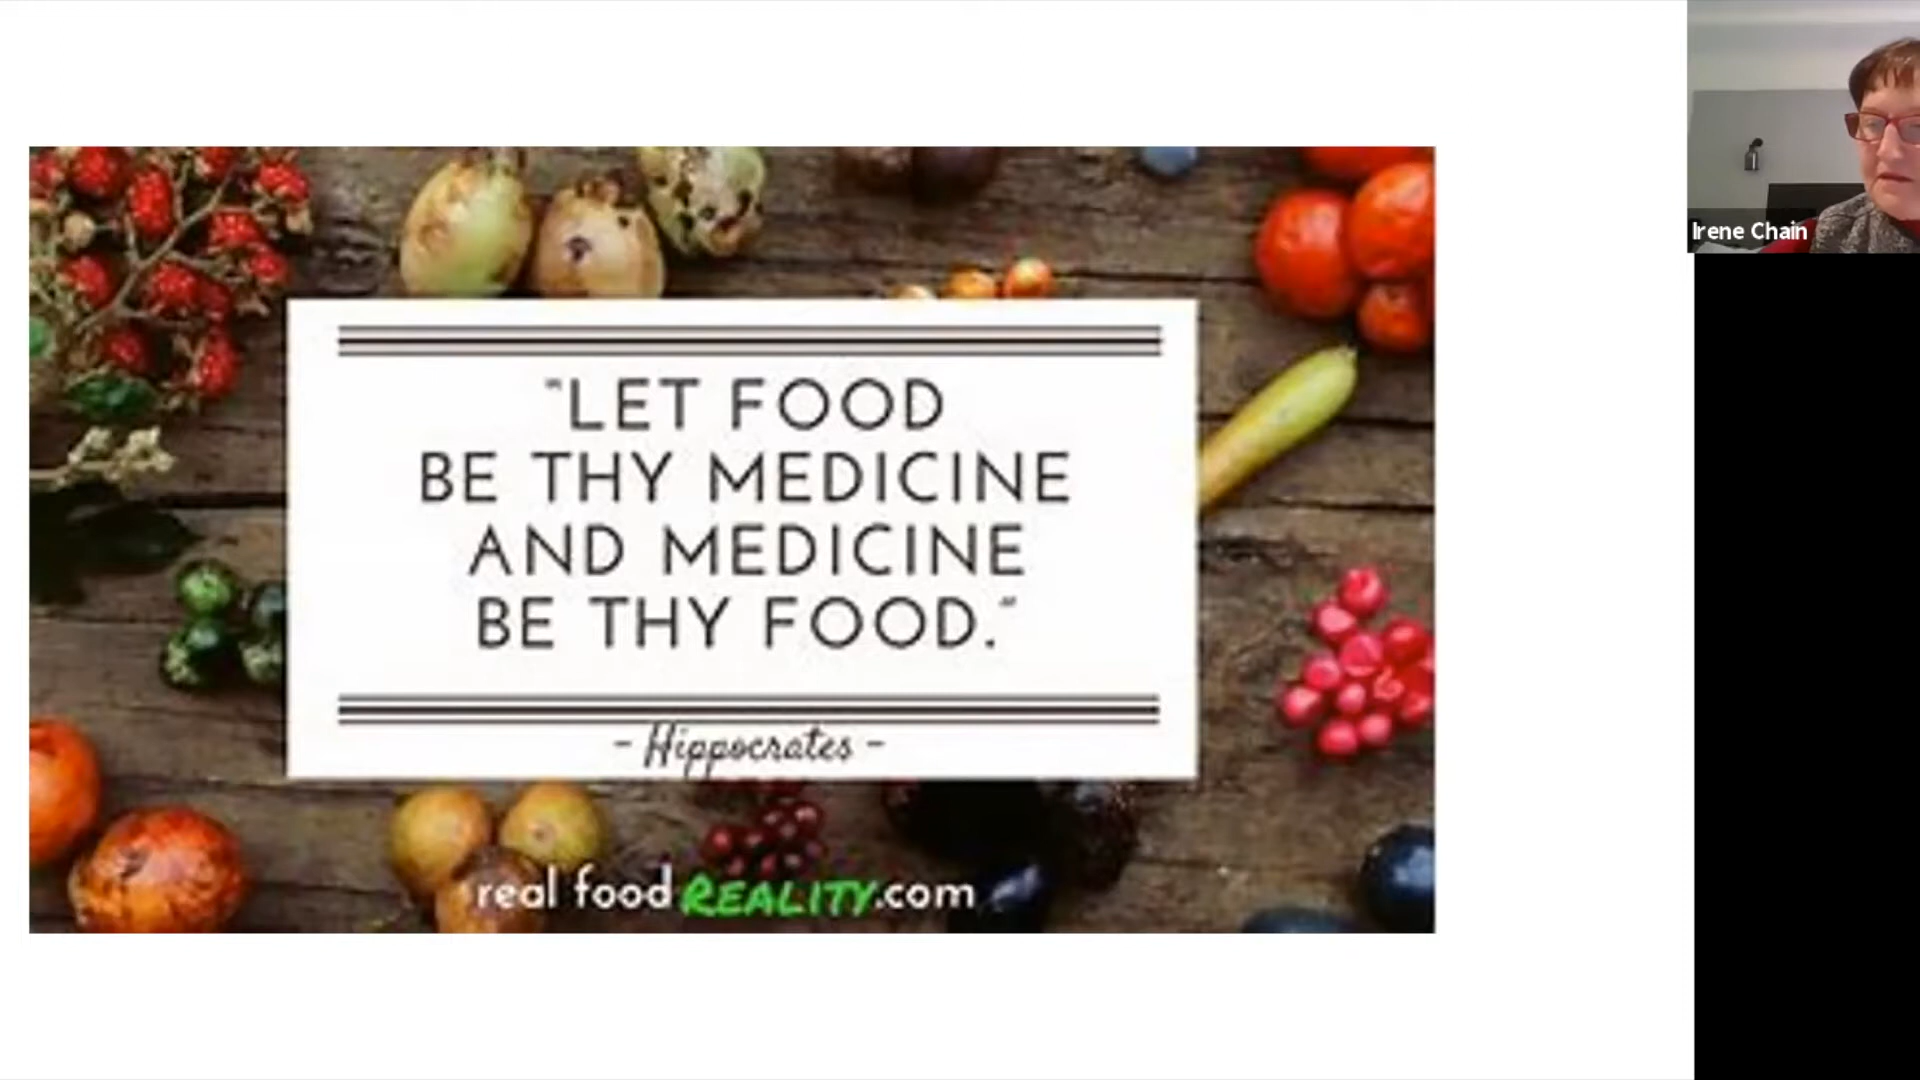 "LET FOOD
BE THY MEDICINE
AND MEDICINE
BE THY FOOD."
- Hippocrates -
real food REALITY.com
Irene Chain